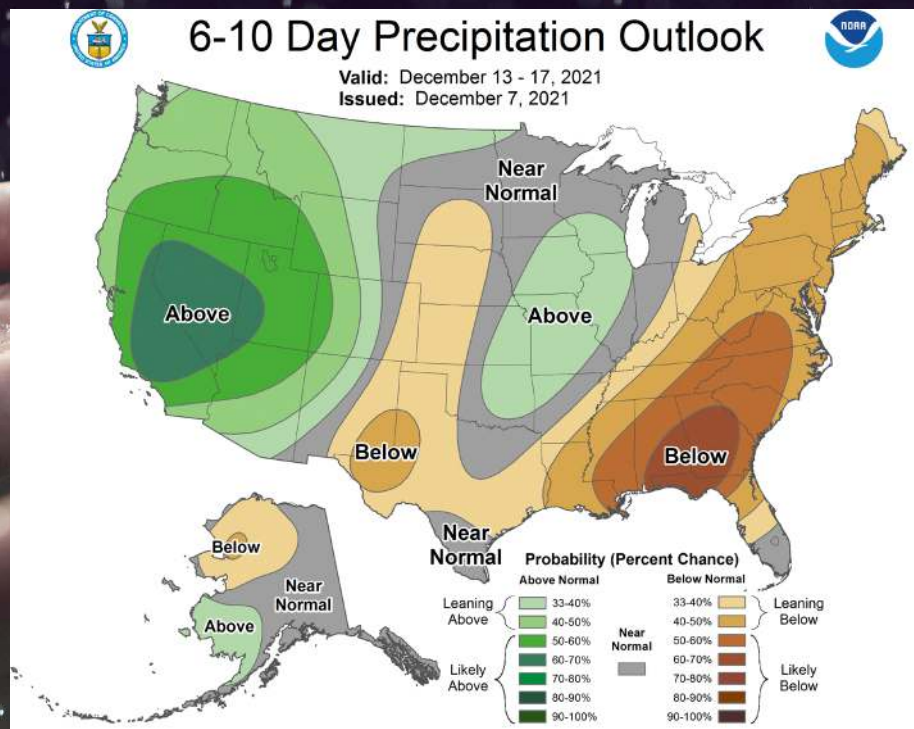 6-10 Day Precipitation Outlook
NOAA
Valid: December 13 - 17, 2021
Issued: December 7, 2021
Near
Normal
Above
Above
Below
Below
Near
Normal
Below
Near
Normal
Above
Probability (Percent Chance)
Above Normal
Below Normal
Leaning
Above
33-40%
40-50%
Likely
Above
50-60%
60-70%
70-80%
80-90%
90-100%
Near
Normal
33-40%
40-50%
Leaning
Below
50-60%
60-70%
70-80%
80-90%
90-100%
Likely
Below